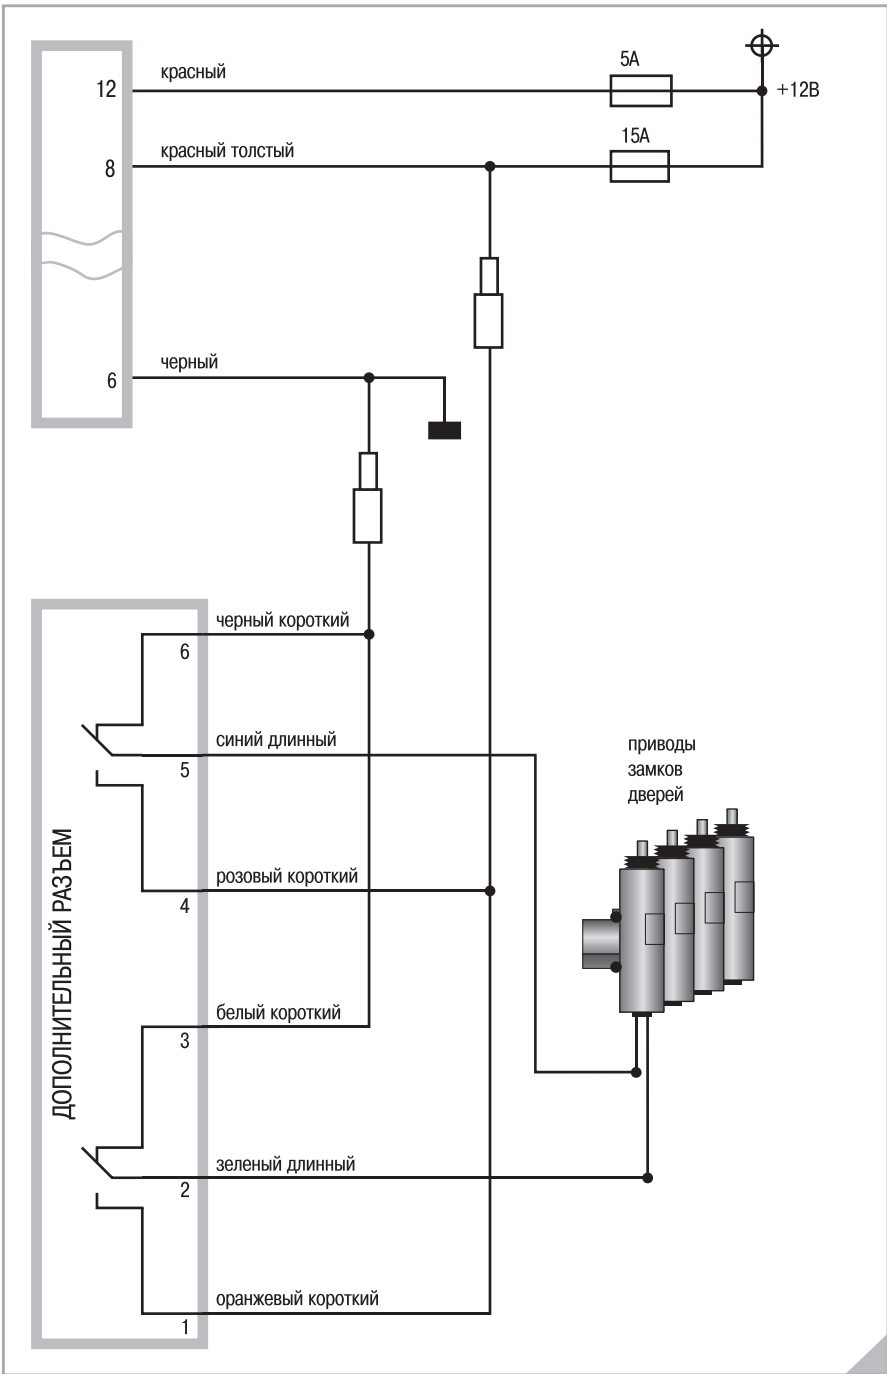 5А
красный
12
+12В
15А
красный толстый
8
черный
6
черный короткий
6
синий длинный
5
приводы
замков
дверей
розовый короткий
4
ДОПОЛНИТЕЛЬНЫЙ РАЗЪЕМ
белый короткий
3
зеленый длинный
2
оранжевый короткий
1